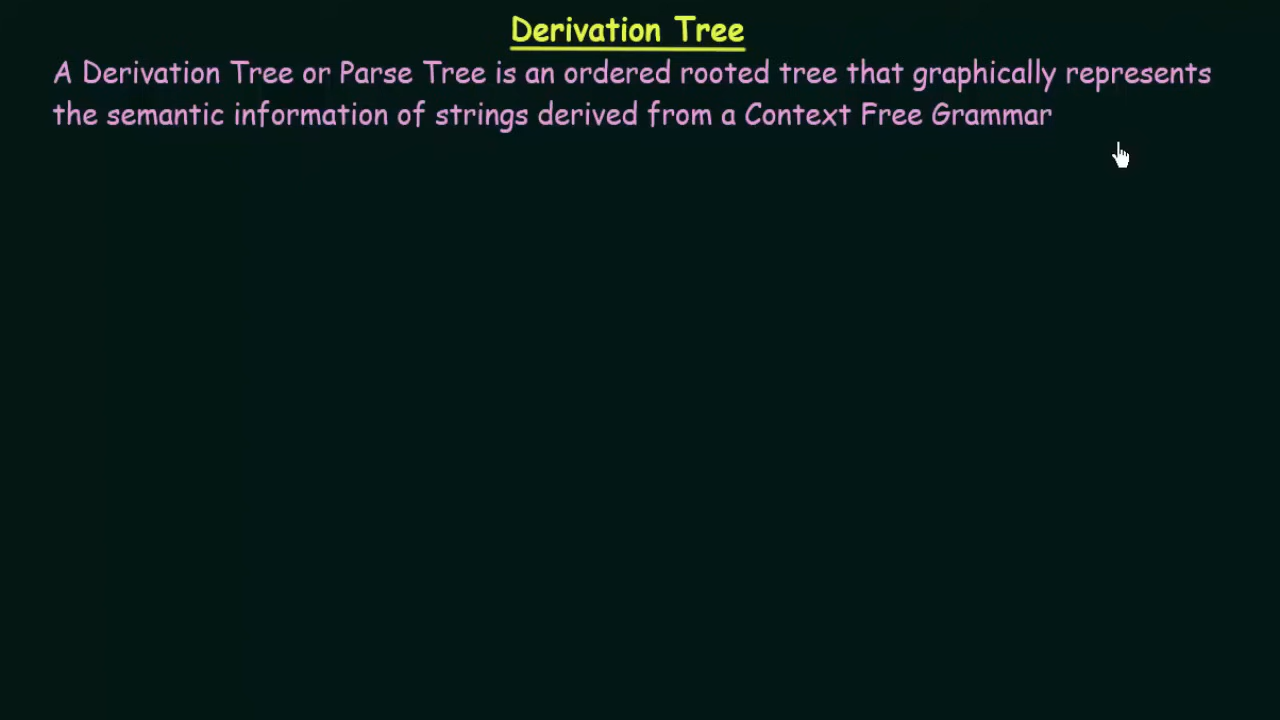 Derivation Tree
A Derivation Tree or Parse Tree is an ordered rooted tree that graphically represents
the semantic information of strings derived from a Context Free Grammar